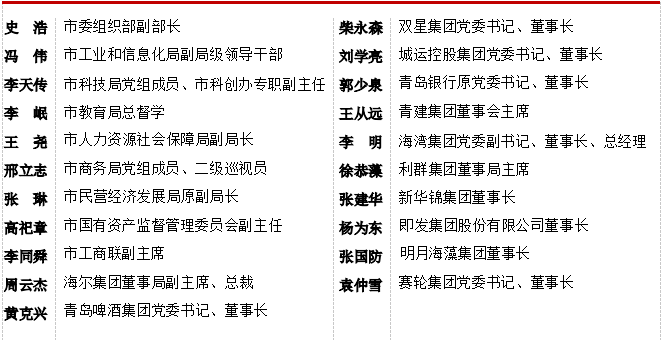 史 浩 市委组织部副部长
冯 伟 市工业和信息化局副局级领导干部
李天传 市科技局党组成员、市科创办专职副主任
李 岷 市教育局总督学
王 尧 市人力资源社会保障局副局长
邢立志 市商务局党组成员、二级巡视员
张 琳 市民营经济发展局原副局长
高祀章 市国有资产监督管理委员会副主任
李同舜 市工商联副主席
周云杰 海尔集团董事局副主席、总裁
黄克兴 青岛啤酒集团党委书记、董事长
柴永森 双星集团党委书记、董事长
刘学亮 城运控股集团党委书记、董事长
郭少泉 青岛银行原党委书记、董事长
王从远 青建集团董事会主席
李 明 海湾集团党委副书记、董事长、总经理
徐恭藻 利群集团董事局主席
张建华 新华锦集团董事长
杨为东 即发集团股份有限公司董事长
张国防 明月海藻集团董事长
袁仲雪 赛轮集团党委书记、董事长